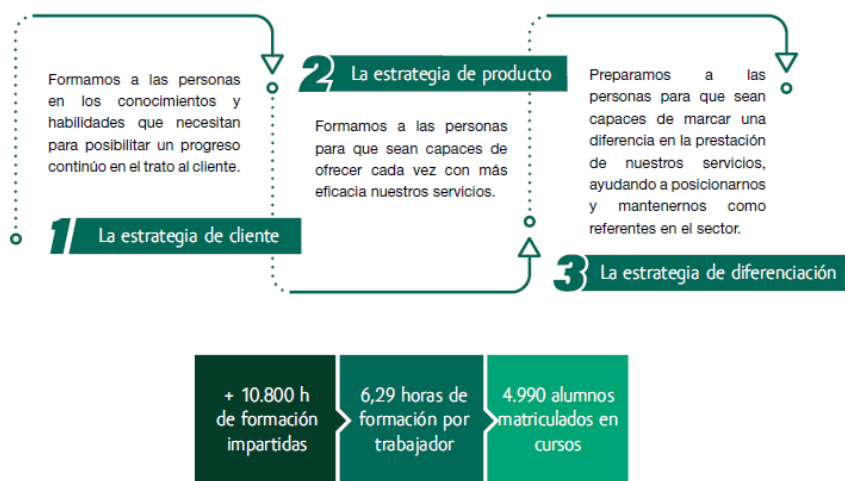 Formamos a las personas
en los conocimientos y
habilidades que necesitan
para posibilitar un progreso
continúo en el trato al cliente.
1 La estrategia de cliente
2 La estrategia de producto
Formamos a las personas
para que sean capaces de
ofrecer cada vez con más
eficacia nuestros servicios.
Preparamos a las
personas para que sean
capaces de marcar una
diferencia en la prestación
de nuestros servicios,
ayudando a posicionarnos
y mantenernos como
referentes en el sector.
3 La estrategia de diferenciación
+ 10.800 h
de formación
impartidas
6,29 horas de
formación por
trabajador
4.990 alumnos
matriculados en
cursos